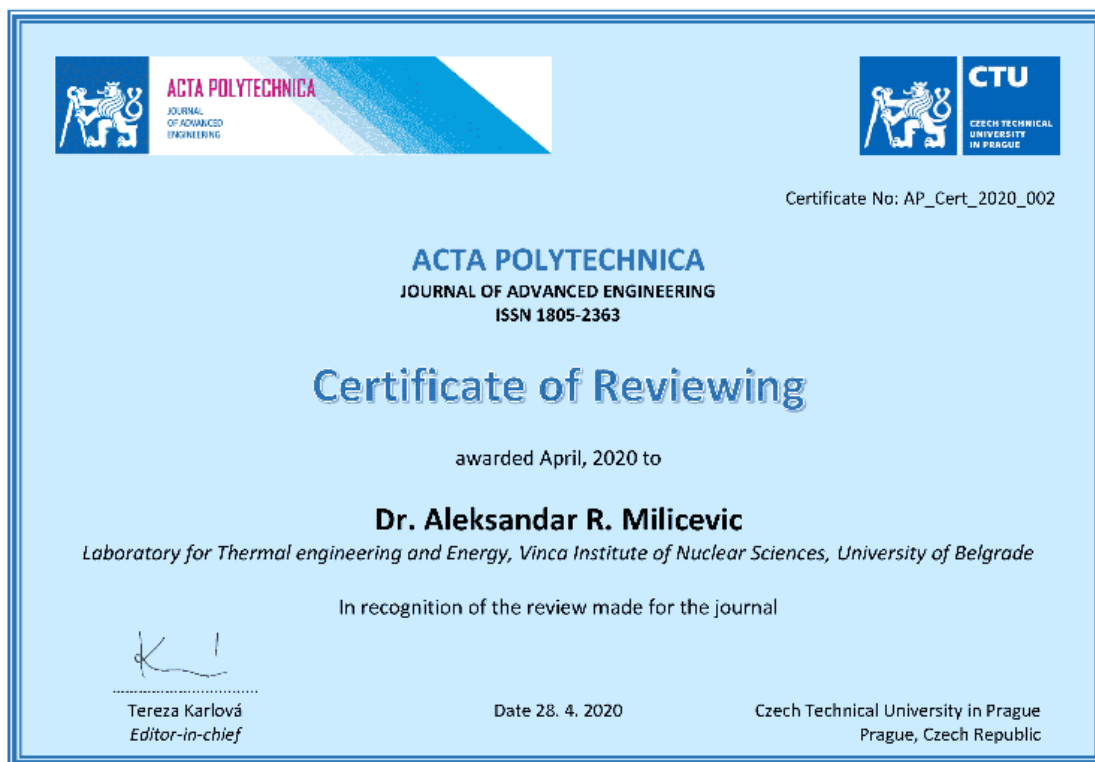 ACTA POLYTECHNICA
JOURNAL
OF ADVANCED
ENGINEERING
CTU
CZECH TECHNICAL
UNIVERSITY
IN PRAGUE
Certificate No: AP_Cert_2020_002
ACTA POLYTECHNICA
JOURNAL OF ADVANCED ENGINEERING
ISSN 1805-2363
Certificate of Reviewing
awarded April, 2020 to
Dr. Aleksandar R. Milicevic
Laboratory for Thermal engineering and Energy, Vinca Institute of Nuclear Sciences, University of Belgrade
In recognition of the review made for the journal
Tereza Karlová
Editor-in-chief
Date 28. 4. 2020
Czech Technical University in Prague
Prague, Czech Republic